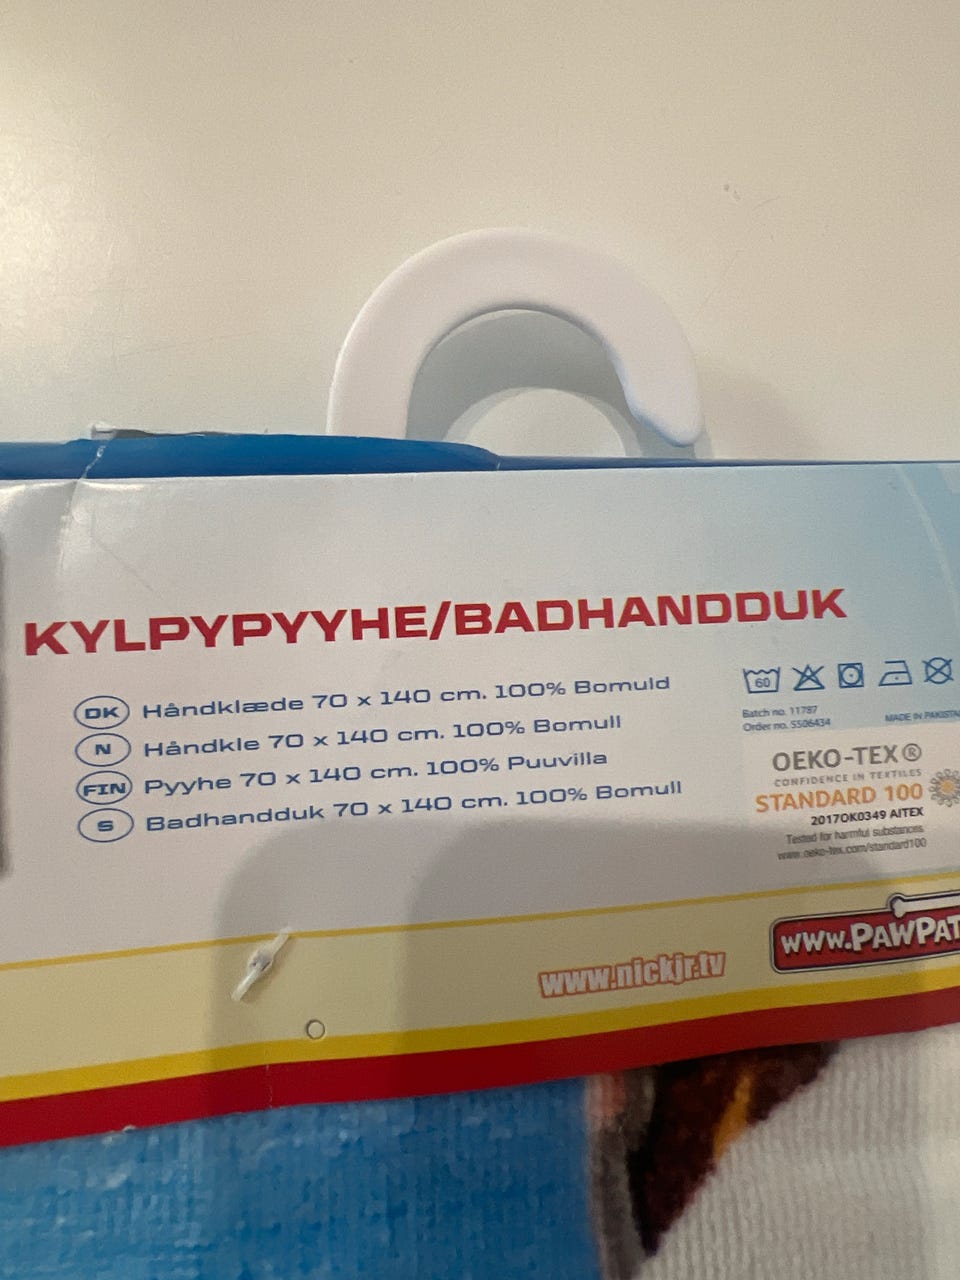 KYLPYPYYHE/BADHANDDUK
DK Håndklæde 70 x 140 cm. 100% Bomuld
N Håndkle 70 x 140 cm. 100% Bomull
FIN Pyyhe 70 x 140 cm. 100% Puuvilla
S Badhandduk 70 x 140 cm. 100% Bomull
60
Batch no. 11787
Order no. 5506434
MADE IN PAKISTA
OEKO-TEX®
CONFIDENCE IN TEXTILES
STANDARD 100
2017OK0349 AITEX
Tested for harmful substances.
www.oeko-tex.com/standard100
www.nickjr.tv
www.PAWPAT